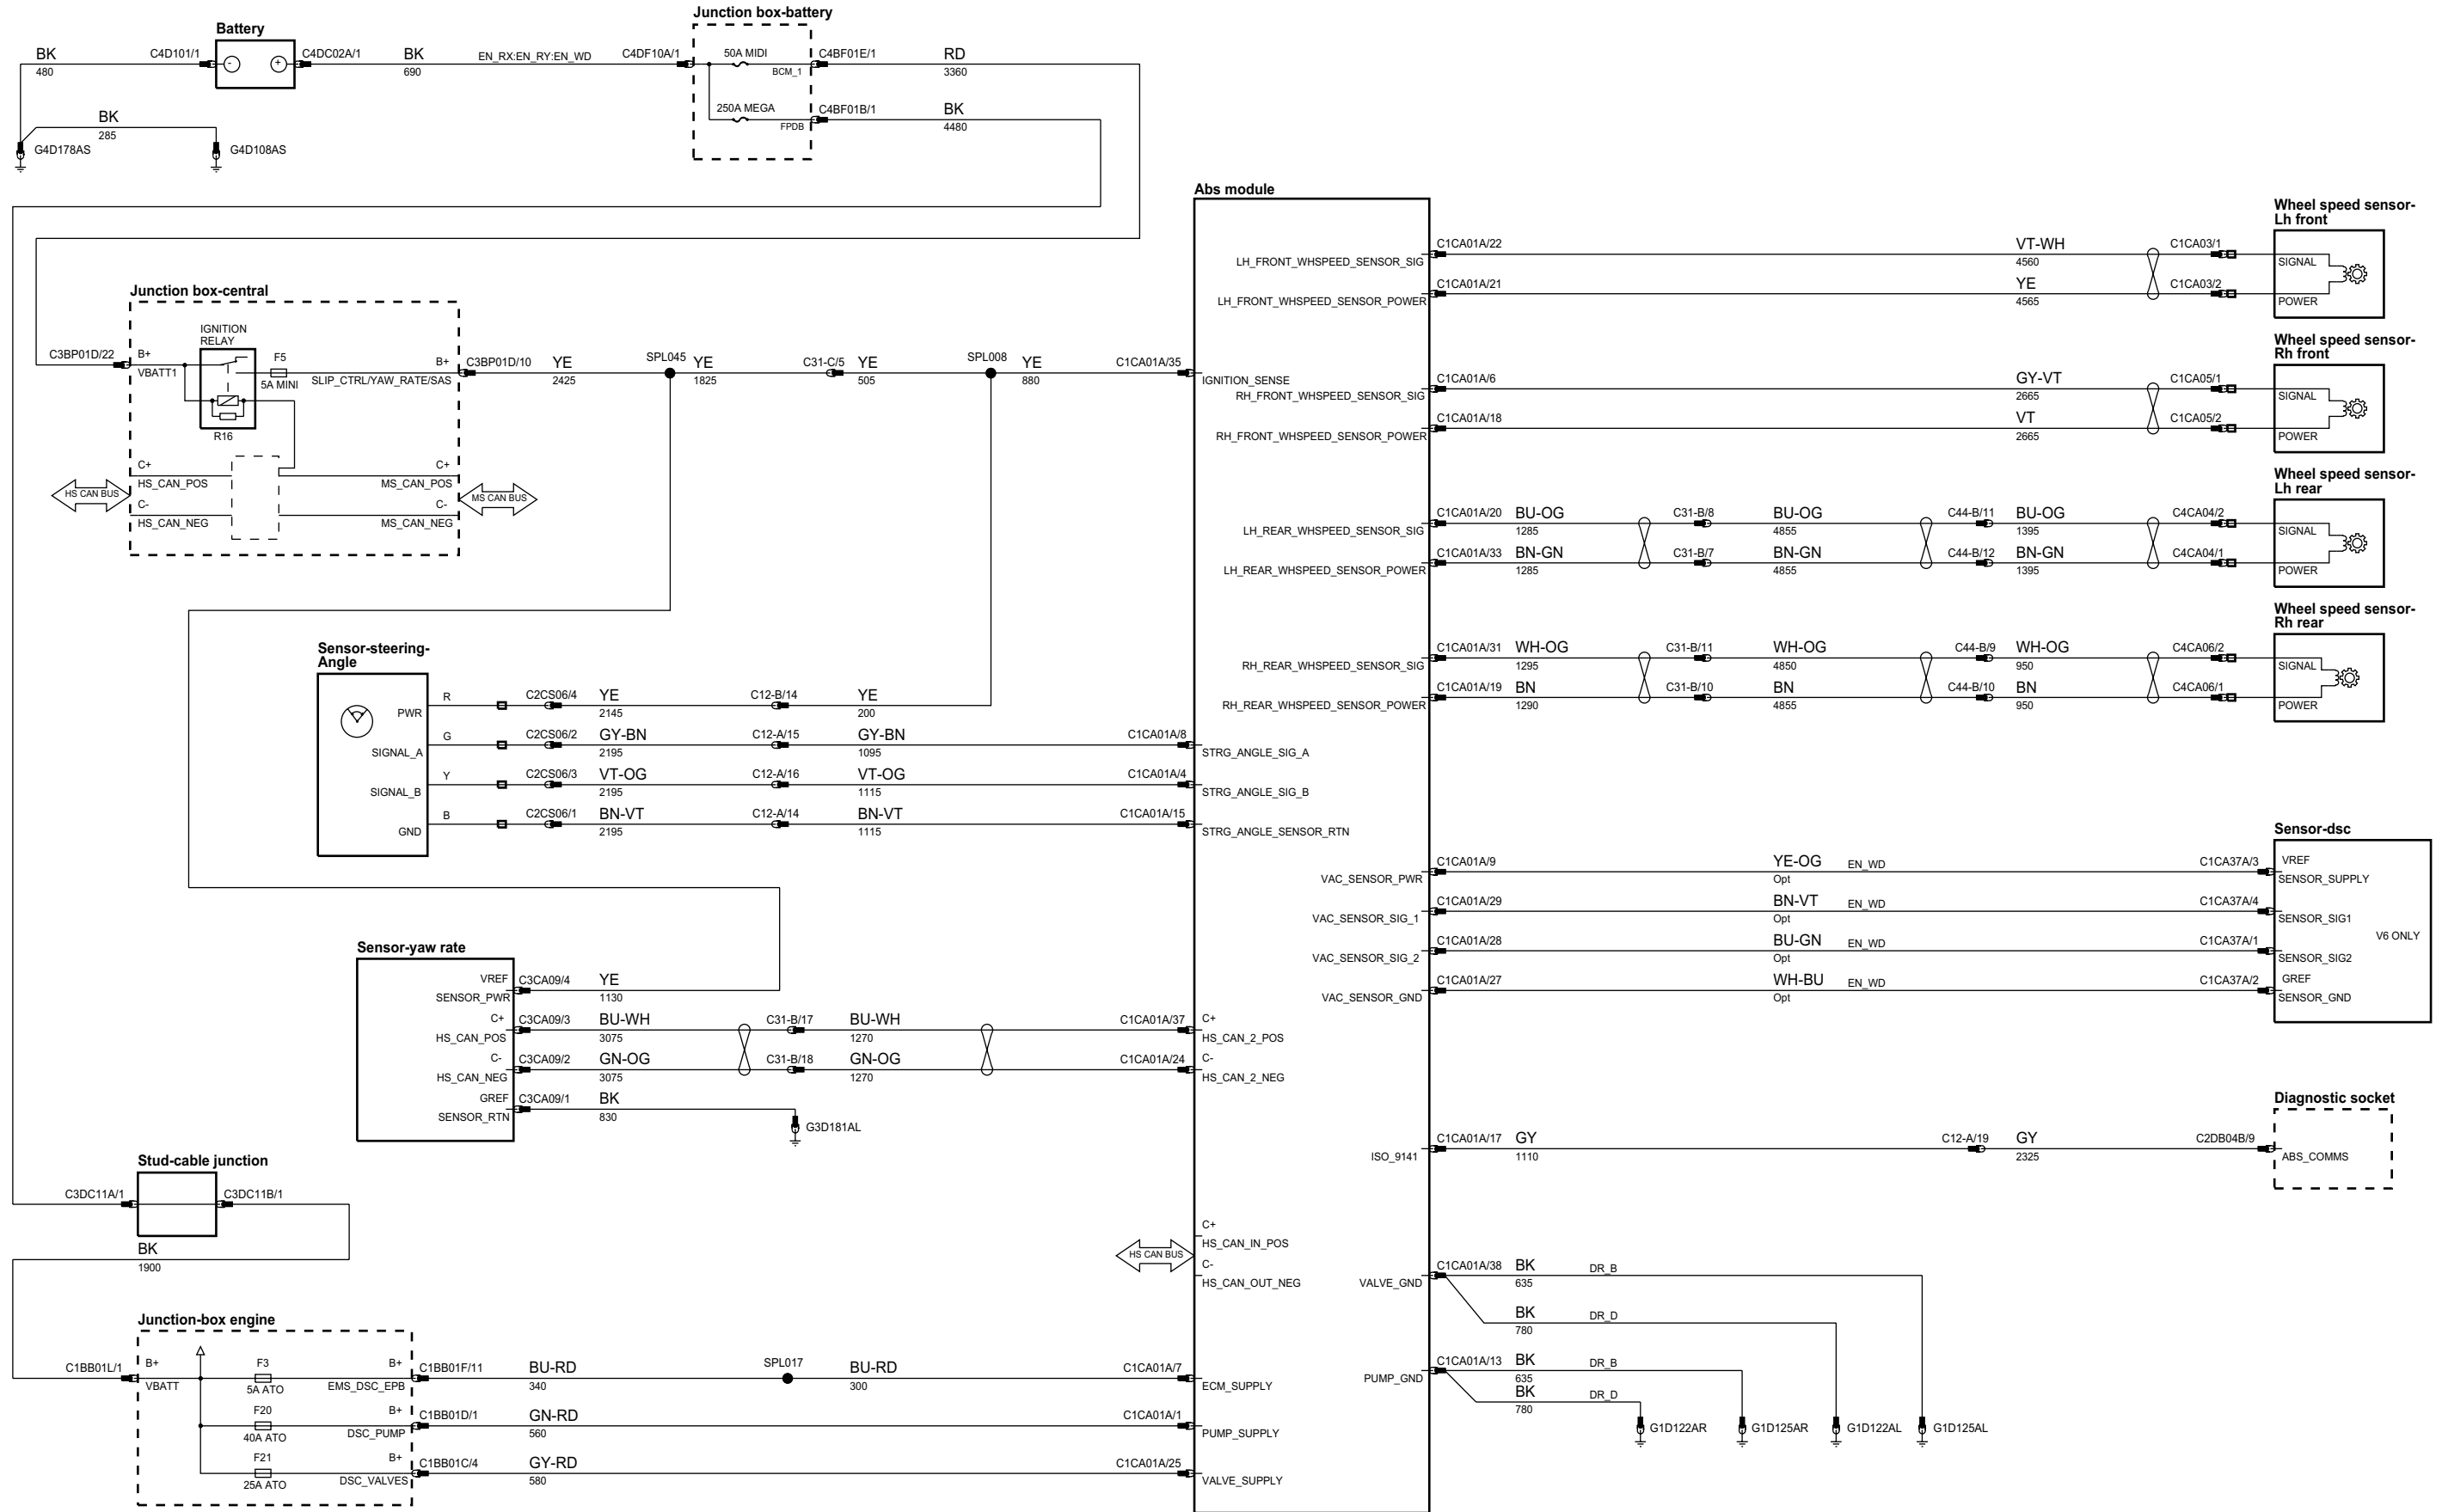 Junction box-battery
Battery
BK
480
C4D101/1
-
+
C4DC02A/1
BK
690
EN_RX:EN_RY:EN_WD
C4DF10A/1
50A MIDI
BCM_1
C4BF01E/1
RD
3360
250A MEGA
FPDB
C4BF01B/1
BK
4480
BK
285
G4D178AS
G4D108AS
Junction box-central
C3BP01D/22
B+
VBATT1
IGNITION
RELAY
R16
F5
5A MINI
B+
SLIP_CTRL/YAW_RATE/SAS
C3BP01D/10
YE
2425
SPL045
YE
1825
C31-C/5
YE
505
SPL008
YE
880
C1CA01A/35
HS CAN BUS
C+
HS_CAN_POS
C-
HS_CAN_NEG
C+
MS_CAN_POS
C-
MS_CAN_NEG
MS CAN BUS
Sensor-steering-
Angle
PWR
R
C2CS06/4
YE
2145
C12-B/14
YE
200
SIGNAL_A
G
C2CS06/2
GY-BN
2195
C12-A/15
GY-BN
1095
C1CA01A/8
SIGNAL_B
Y
C2CS06/3
VT-OG
2195
C12-A/16
VT-OG
1115
C1CA01A/4
GND
B
C2CS06/1
BN-VT
2195
C12-A/14
BN-VT
1115
C1CA01A/15
Sensor-yaw rate
VREF
SENSOR_PWR
C3CA09/4
YE
1130
C+
HS_CAN_POS
C3CA09/3
BU-WH
3075
C31-B/17
BU-WH
1270
C1CA01A/37
C-
HS_CAN_NEG
C3CA09/2
GN-OG
3075
C31-B/18
GN-OG
1270
C1CA01A/24
GREF
SENSOR_RTN
C3CA09/1
BK
830
G3D181AL
Stud-cable junction
C3DC11A/1
C3DC11B/1
BK
1900
HS CAN BUS
Junction-box engine
C1BB01L/1
B+
VBATT
F3
5A ATO
B+
EMS_DSC_EPB
C1BB01F/11
BU-RD
340
SPL017
BU-RD
300
C1CA01A/7
F20
40A ATO
B+
DSC_PUMP
C1BB01D/1
GN-RD
560
C1CA01A/1
F21
25A ATO
B+
DSC_VALVES
C1BB01C/4
GY-RD
580
C1CA01A/25
Abs module
IGNITION_SENSE
STRG_ANGLE_SIG_A
STRG_ANGLE_SIG_B
STRG_ANGLE_SENSOR_RTN
C+
HS_CAN_2_POS
C-
HS_CAN_2_NEG
C+
HS_CAN_IN_POS
C-
HS_CAN_OUT_NEG
ECM_SUPPLY
PUMP_SUPPLY
VALVE_SUPPLY
LH_FRONT_WHSPEED_SENSOR_SIG
C1CA01A/22
VT-WH
4560
C1CA03/1
LH_FRONT_WHSPEED_SENSOR_POWER
C1CA01A/21
YE
4565
C1CA03/2
Wheel speed sensor-
Lh front
SIGNAL
POWER
RH_FRONT_WHSPEED_SENSOR_SIG
C1CA01A/6
GY-VT
2665
C1CA05/1
RH_FRONT_WHSPEED_SENSOR_POWER
C1CA01A/18
VT
2665
C1CA05/2
Wheel speed sensor-
Rh front
SIGNAL
POWER
LH_REAR_WHSPEED_SENSOR_SIG
C1CA01A/20
BU-OG
1285
C31-B/8
BU-OG
4855
C44-B/11
BU-OG
1395
C4CA04/2
LH_REAR_WHSPEED_SENSOR_POWER
C1CA01A/33
BN-GN
1285
C31-B/7
BN-GN
4855
C44-B/12
BN-GN
1395
C4CA04/1
Wheel speed sensor-
Lh rear
SIGNAL
POWER
RH_REAR_WHSPEED_SENSOR_SIG
C1CA01A/31
WH-OG
1295
C31-B/11
WH-OG
4850
C44-B/9
WH-OG
950
C4CA06/2
RH_REAR_WHSPEED_SENSOR_POWER
C1CA01A/19
BN
1290
C31-B/10
BN
4855
C44-B/10
BN
950
C4CA06/1
Wheel speed sensor-
Rh rear
SIGNAL
POWER
VAC_SENSOR_PWR
C1CA01A/9
YE-OG
Opt
EN_WD
C1CA37A/3
VAC_SENSOR_SIG_1
C1CA01A/29
BN-VT
Opt
EN_WD
C1CA37A/4
VAC_SENSOR_SIG_2
C1CA01A/28
BU-GN
Opt
EN_WD
C1CA37A/1
VAC_SENSOR_GND
C1CA01A/27
WH-BU
Opt
EN_WD
C1CA37A/2
Sensor-dsc
VREF
SENSOR_SUPPLY
SENSOR_SIG1
V6 ONLY
SENSOR_SIG2
GREF
SENSOR_GND
ISO_9141
C1CA01A/17
GY
1110
C12-A/19
GY
2325
C2DB04B/9
Diagnostic socket
ABS_COMMS
VALVE_GND
C1CA01A/38
BK
635
DR_B
BK
780
DR_D
PUMP_GND
C1CA01A/13
BK
635
DR_B
BK
780
DR_D
G1D122AR
G1D125AR
G1D122AL
G1D125AL